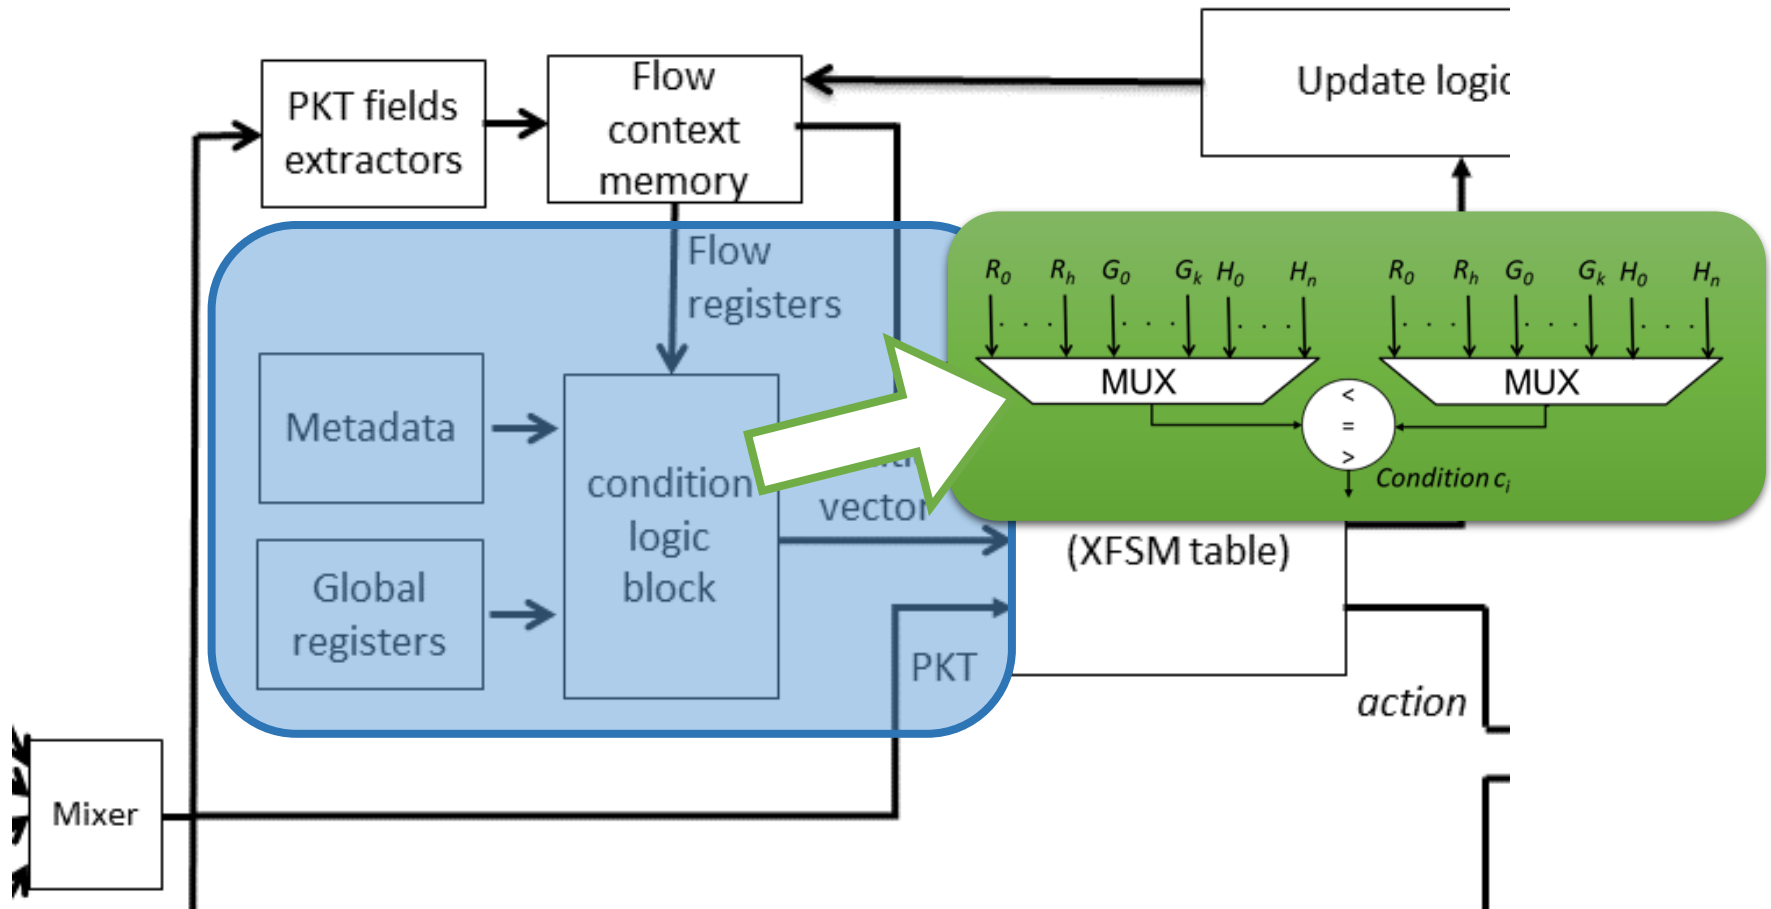 PKT fields
extractors
Flow
context
memory
Update logic
Flow
registers
R0 Rh G0 Gk H0 Hn
R0 Rh G0 Gk H0 Hn
MUX
MUX
<
=
>
Condition ci
Metadata
condition
logic
block
vector
Global
registers
(XFSM table)
PKT
action
Mixer